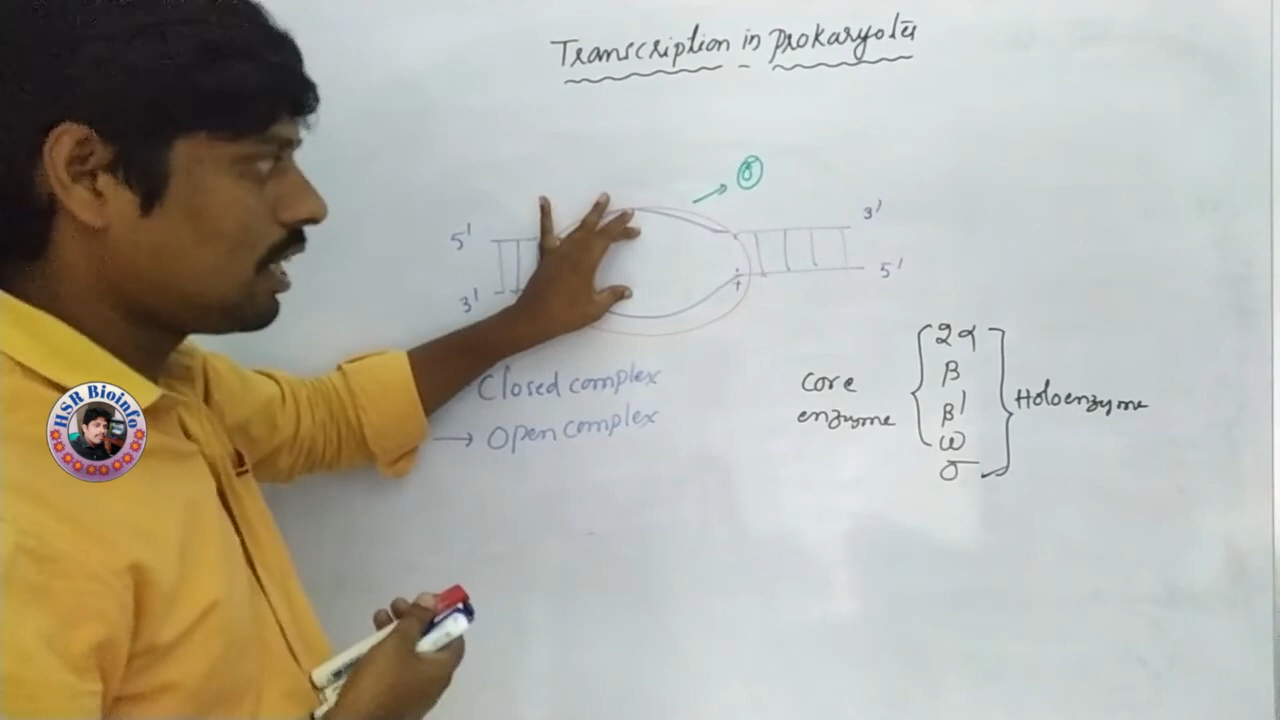 Transcription in prokaryotes
σ
5' 3'
3' 5'
Closed complex
→ Open complex
core
enzyme
2α
β
β'
ω
σ
Holoenzyme
HSR Bioinfo